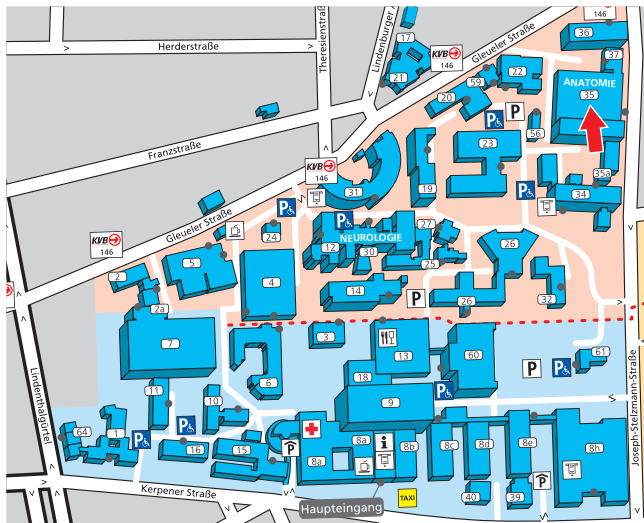 17
KVB
146
Gleueler Straße
146
36
Herderstraße
Theresienstraße
Lindenburger A
37
21
59
22
ANATOMIE
35
20
P
P
56
23
Franzstraße
KVB
146
31
19
P
35a
34
P
P
Gleueler Straße
24
NEUROLOGIE
27
KVB
146
12
30
26
5
25
2
4
14
P
26
32
2a
3
7
13
60
61
18
P
P
6
Joseph-Stelzmann-Straße
Lindenthalgürtel
11
9
P
10
64
1
P
P
8a
i
8b
8c
8d
8e
8h
16
15
P
8a
P
Kerpener Straße
40
39
TAXI
Haupteingang